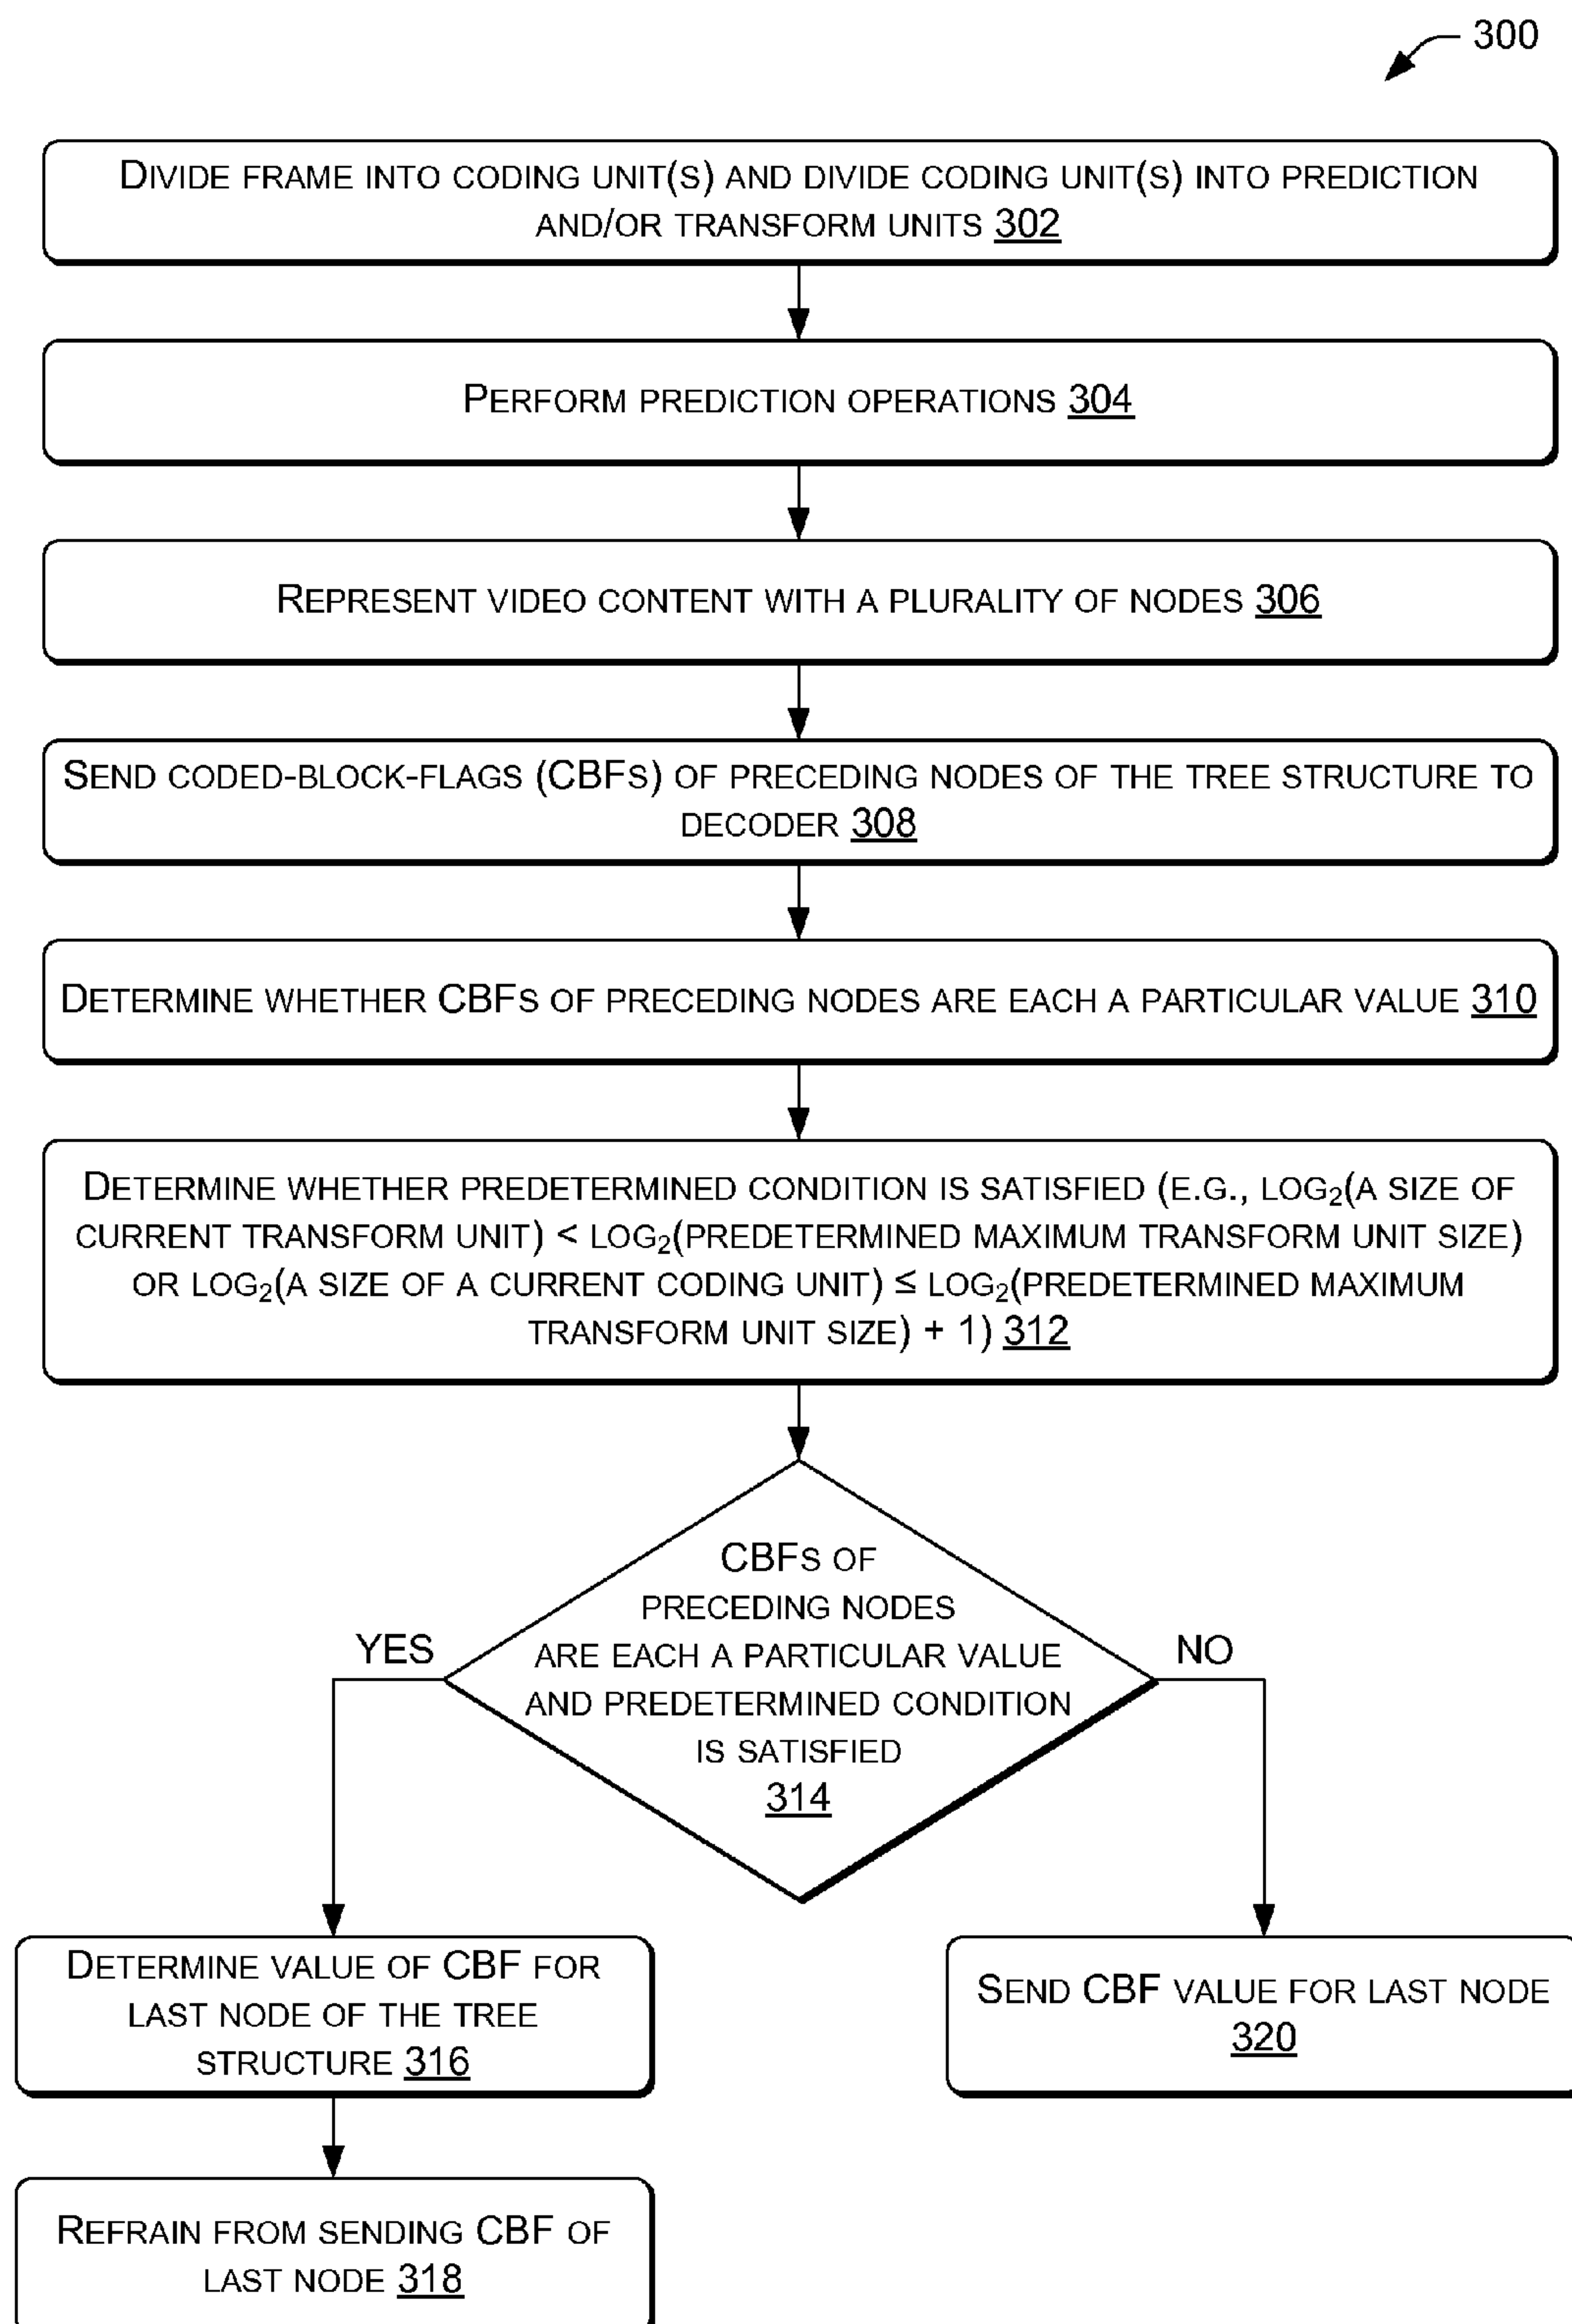 300
DIVIDE FRAME INTO CODING UNIT(S) AND DIVIDE CODING UNIT(S) INTO PREDICTION
AND/OR TRANSFORM UNITS 302
PERFORM PREDICTION OPERATIONS 304
REPRESENT VIDEO CONTENT WITH A PLURALITY OF NODES 306
SEND CODED-BLOCK-FLAGS (CBFS) OF PRECEDING NODES OF THE TREE STRUCTURE TO
DECODER 308
DETERMINE WHETHER CBFS OF PRECEDING NODES ARE EACH A PARTICULAR VALUE 310
DETERMINE WHETHER PREDETERMINED CONDITION IS SATISFIED (E.G., LOG₂(A SIZE OF
CURRENT TRANSFORM UNIT) < LOG₂(PREDETERMINED MAXIMUM TRANSFORM UNIT SIZE)
OR LOG₂(A SIZE OF A CURRENT CODING UNIT) ≤ LOG₂(PREDETERMINED MAXIMUM
TRANSFORM UNIT SIZE) + 1) 312
CBFS OF
PRECEDING NODES
ARE EACH A PARTICULAR VALUE
AND PREDETERMINED CONDITION
IS SATISFIED
314
YES
NO
DETERMINE VALUE OF CBF FOR
LAST NODE OF THE TREE
STRUCTURE 316
SEND CBF VALUE FOR LAST NODE
320
REFRAIN FROM SENDING CBF OF
LAST NODE 318